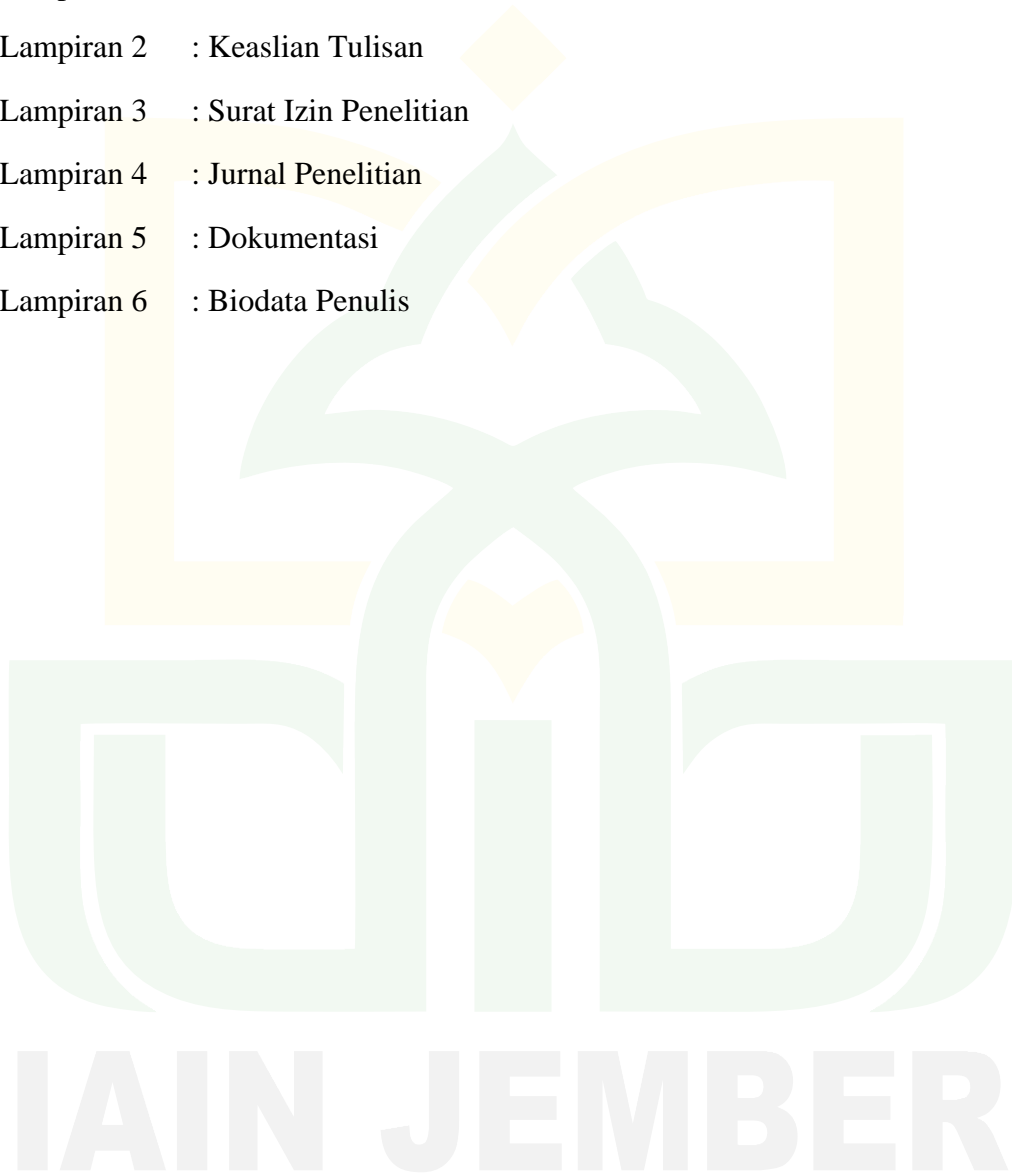 Lampiran 2 : Keaslian Tulisan
Lampiran 3 : Surat Izin Penelitian
Lampiran 4 : Jurnal Penelitian
Lampiran 5 : Dokumentasi
Lampiran 6 : Biodata Penulis
IAIN JEMBER